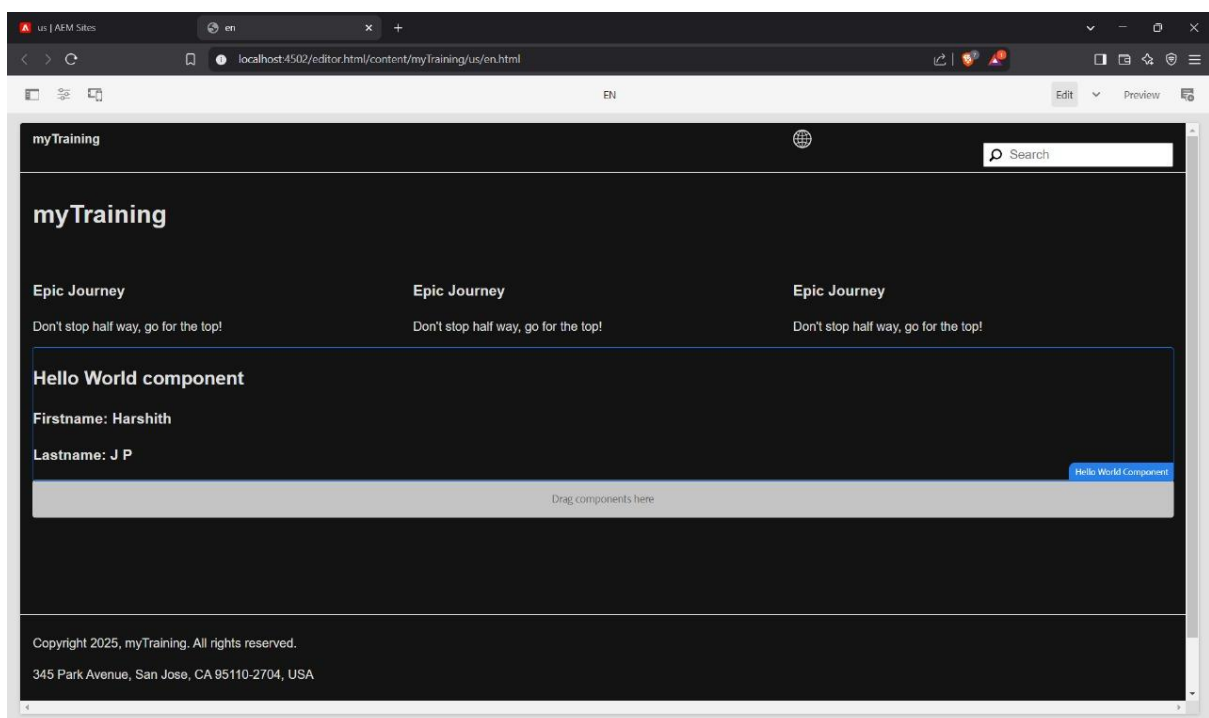 us | AEM Sites
en
localhost:4502/editor.html/content/myTraining/us/en.html
EN
Edit
Preview
myTraining
Search
myTraining
Epic Journey
Epic Journey
Epic Journey
Don't stop half way, go for the top!
Don't stop half way, go for the top!
Don't stop half way, go for the top!
Hello World component
Firstname: Harshith
Lastname: J P
Hello World Component
Drag components here
Copyright 2025, myTraining. All rights reserved.
345 Park Avenue, San Jose, CA 95110-2704, USA